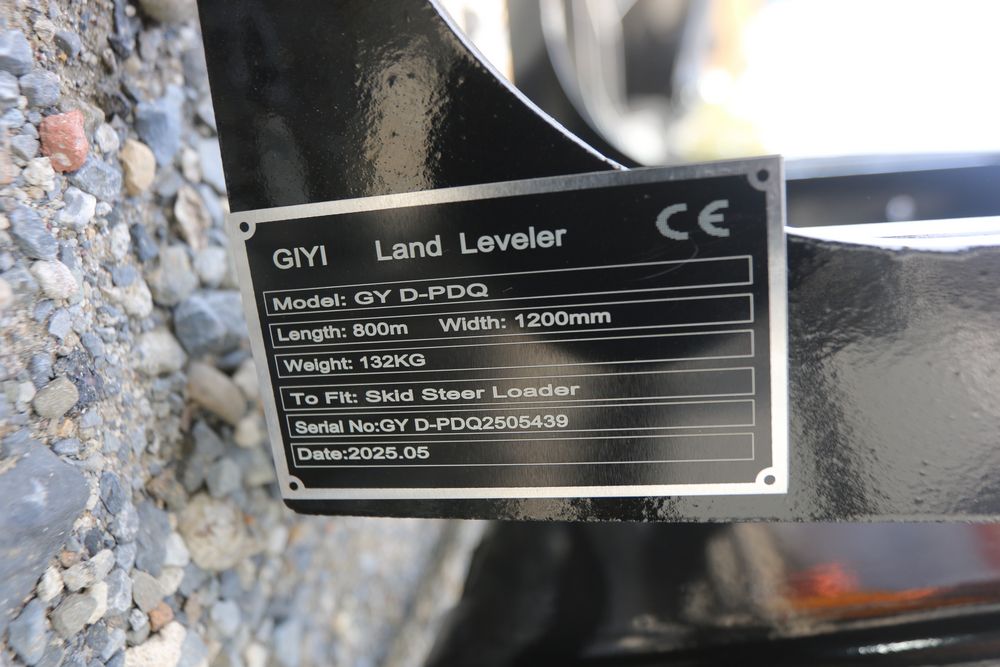 GIYI Land Leveler CE
Model: GY D-PDQ
Length: 800m Width: 1200mm
Weight: 132KG
To Fit: Skid Steer Loader
Serial No:GY D-PDQ2505439
Date:2025.05